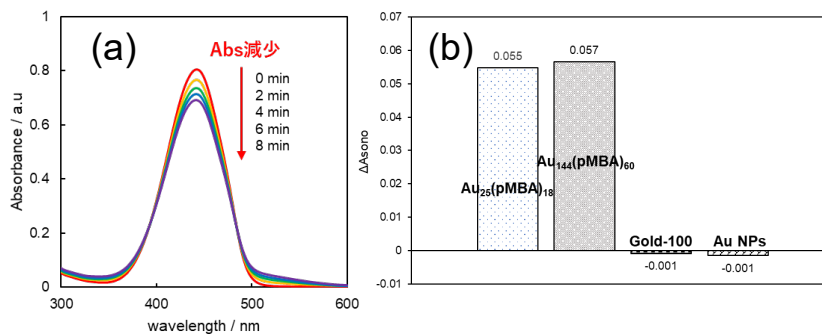 (a)
Abs減少
0 min
2 min
4 min
6 min
8 min
1
0.8
0.6
0.4
0.2
0
300
400
500
600
Absorbance / a.u
wavelength / nm
(b)
0.07
0.06
0.05
0.04
0.03
0.02
0.01
0
-0.01
ΔAsono
0.055
0.057
Au25(pMBA)18
Au144(pMBA)60
Gold-100
Au NPs
-0.001
-0.001